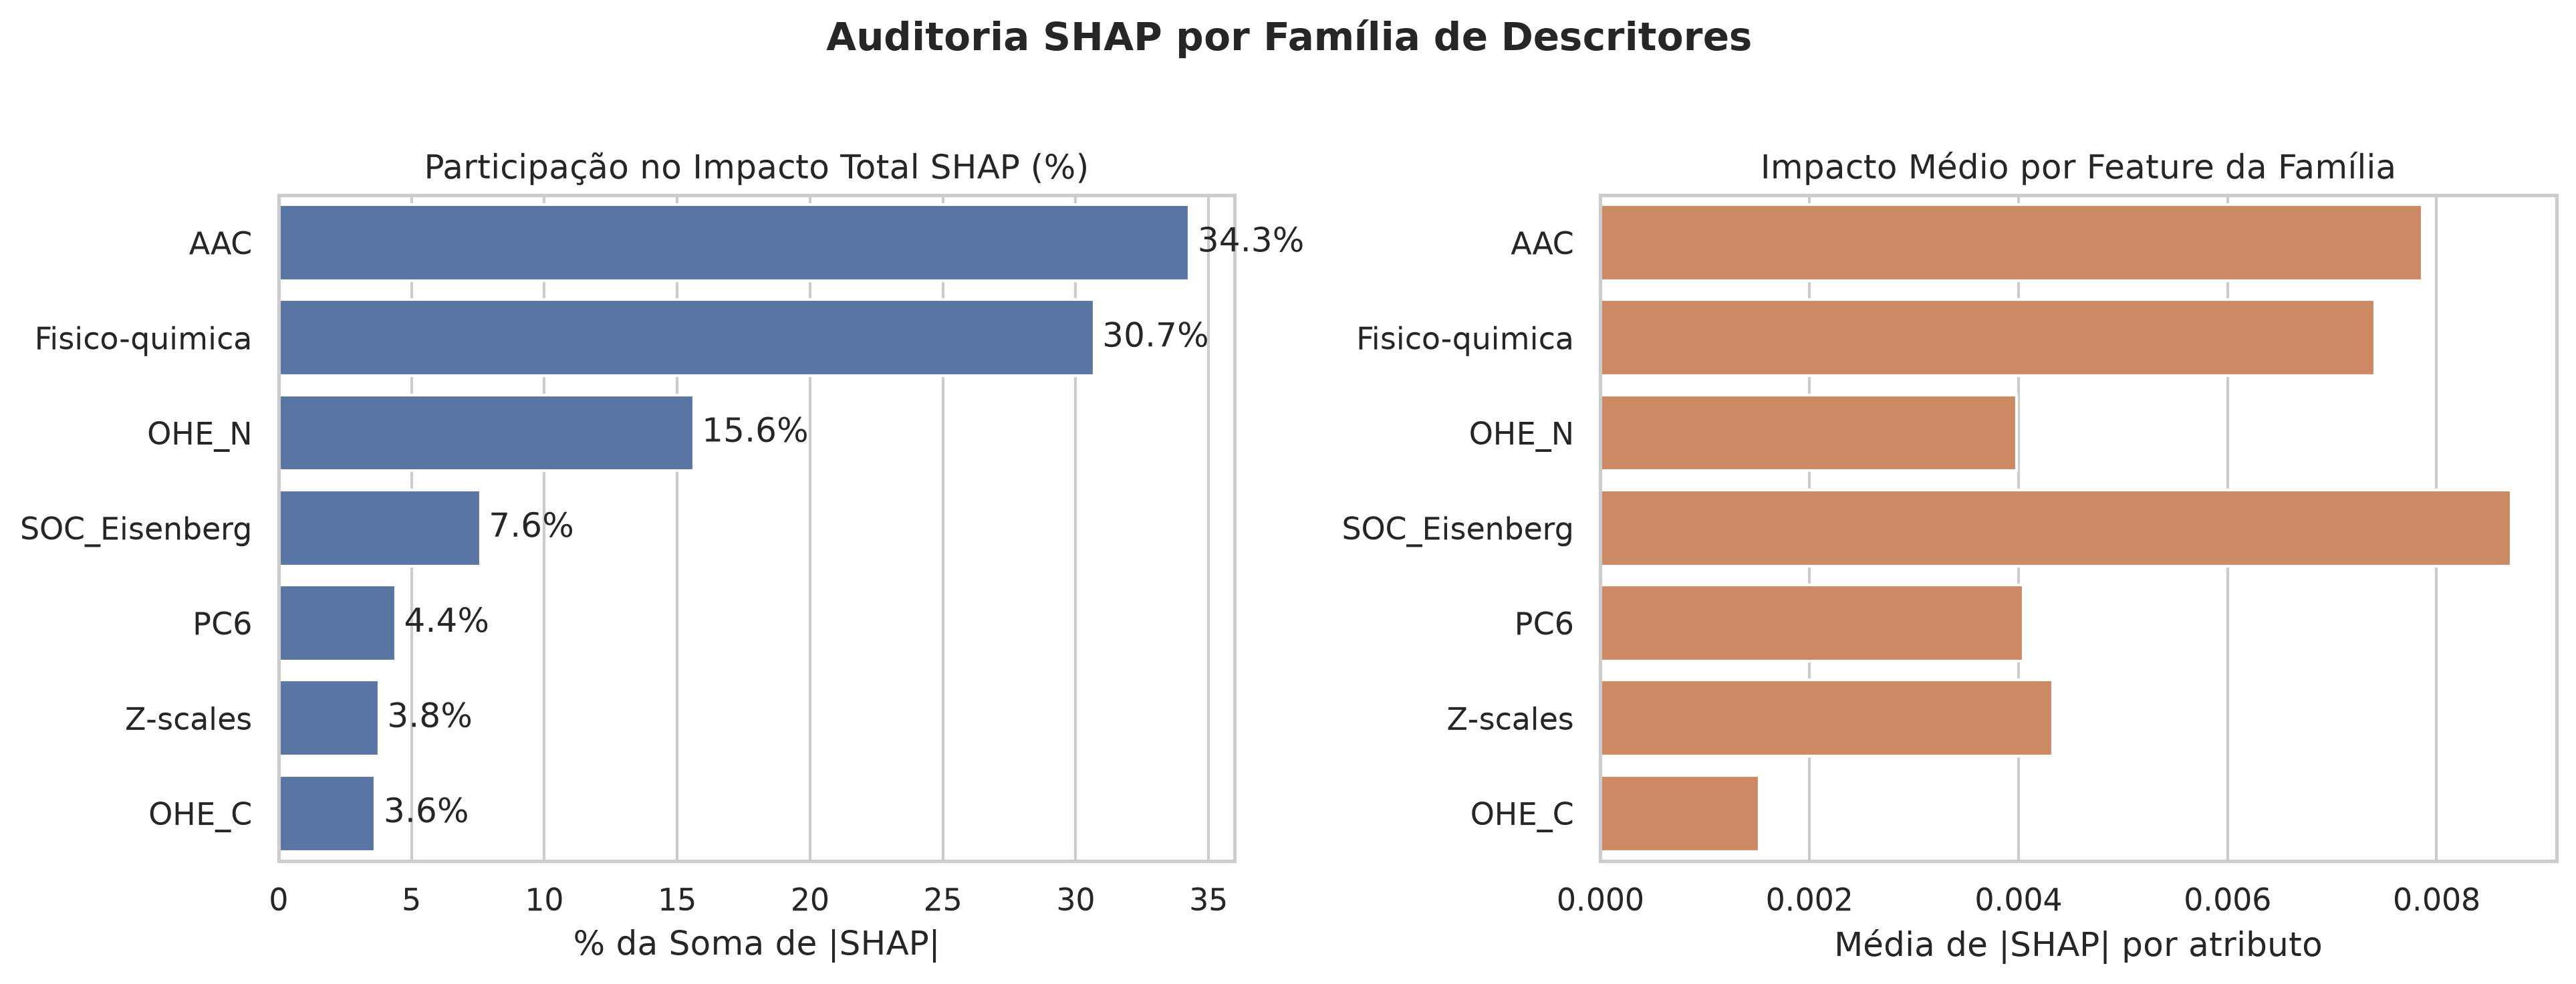 Auditoria SHAP por Família de Descritores
Participação no Impacto Total SHAP (%)
AAC
34.3%
Fisico-quimica
30.7%
OHE_N
15.6%
SOC_Eisenberg
7.6%
PC6
4.4%
Z-scales
3.8%
OHE_C
3.6%
0 5 10 15 20 25 30 35
% da Soma de |SHAP|
Impacto Médio por Feature da Família
AAC
Fisico-quimica
OHE_N
SOC_Eisenberg
PC6
Z-scales
OHE_C
0.000 0.002 0.004 0.006 0.008
Média de |SHAP| por atributo